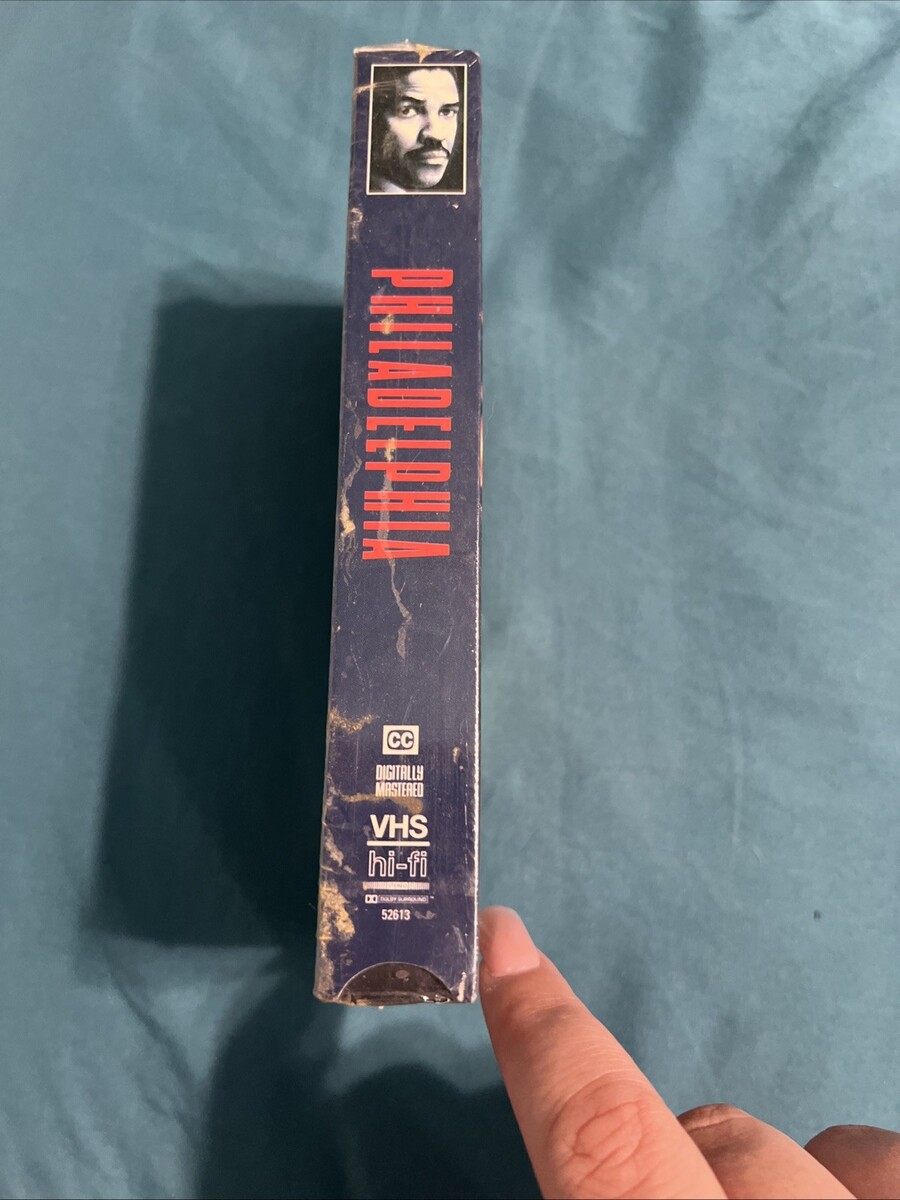 PHILADELPHIA
CC
DIGITALLY
MASTERED
VHS
hi-fi
DOLBY SURROUND
52613